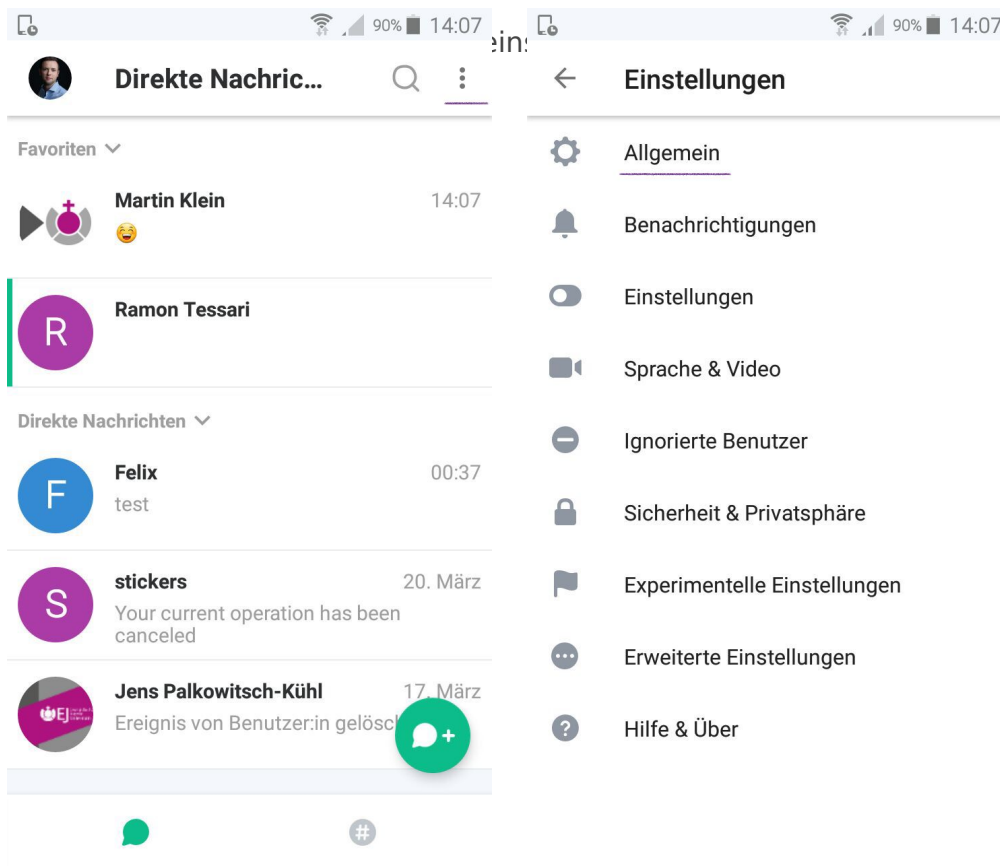 90% 14:07
Direkte Nachric...
Favoriten
Martin Klein 14:07
R
Ramon Tessari
Direkte Nachrichten
F
Felix 00:37
test
S
stickers 20. März
Your current operation has been
canceled
EJ
Jens Palkowitsch-Kühl 17. März
Ereignis von Benutzer:in gelösc
#
90% 14:07
Einstellungen
Allgemein
Benachrichtigungen
Einstellungen
Sprache & Video
Ignorierte Benutzer
Sicherheit & Privatsphäre
Experimentelle Einstellungen
Erweiterte Einstellungen
Hilfe & Über